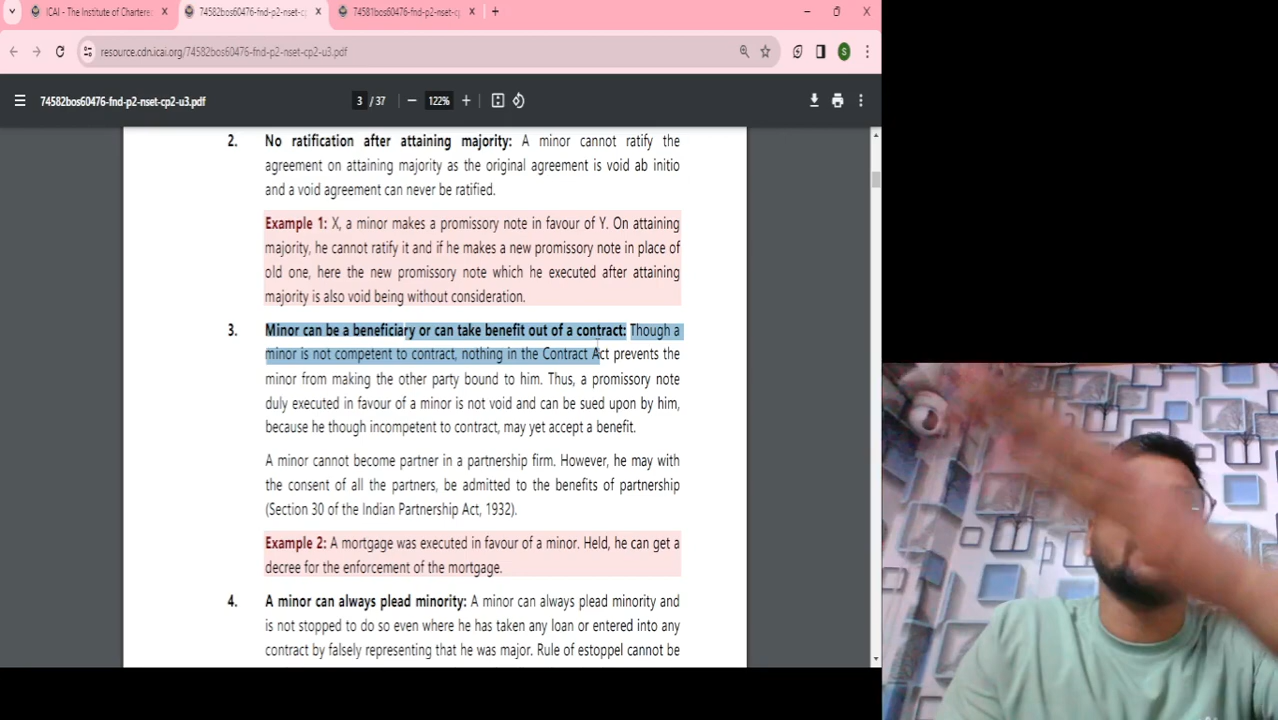 ICAI - The Institute of Chartere
74582bos60476-fnd-p2-nset-cp2-u
74581bos60476-fnd-p2-nset-cp
resource.cdn.icai.org/74582bos60476-fnd-p2-nset-cp2-u3.pdf
S
74582bos60476-fnd-p2-nset-cp2-u3.pdf
3 / 37
122%
2. No ratification after attaining majority: A minor cannot ratify the
agreement on attaining majority as the original agreement is void ab initio
and a void agreement can never be ratified.
Example 1: X, a minor makes a promissory note in favour of Y. On attaining
majority, he cannot ratify it and if he makes a new promissory note in place of
old one, here the new promissory note which he executed after attaining
majority is also void being without consideration.
3. Minor can be a beneficiary or can take benefit out of a contract: Though a
minor is not competent to contract, nothing in the Contract Act prevents the
minor from making the other party bound to him. Thus, a promissory note
duly executed in favour of a minor is not void and can be sued upon by him,
because he though incompetent to contract, may yet accept a benefit.
A minor cannot become partner in a partnership firm. However, he may with
the consent of all the partners, be admitted to the benefits of partnership
(Section 30 of the Indian Partnership Act, 1932).
Example 2: A mortgage was executed in favour of a minor. Held, he can get a
decree for the enforcement of the mortgage.
4. A minor can always plead minority: A minor can always plead minority and
is not stopped to do so even where he has taken any loan or entered into any
contract by falsely representing that he was major. Rule of estoppel cannot be